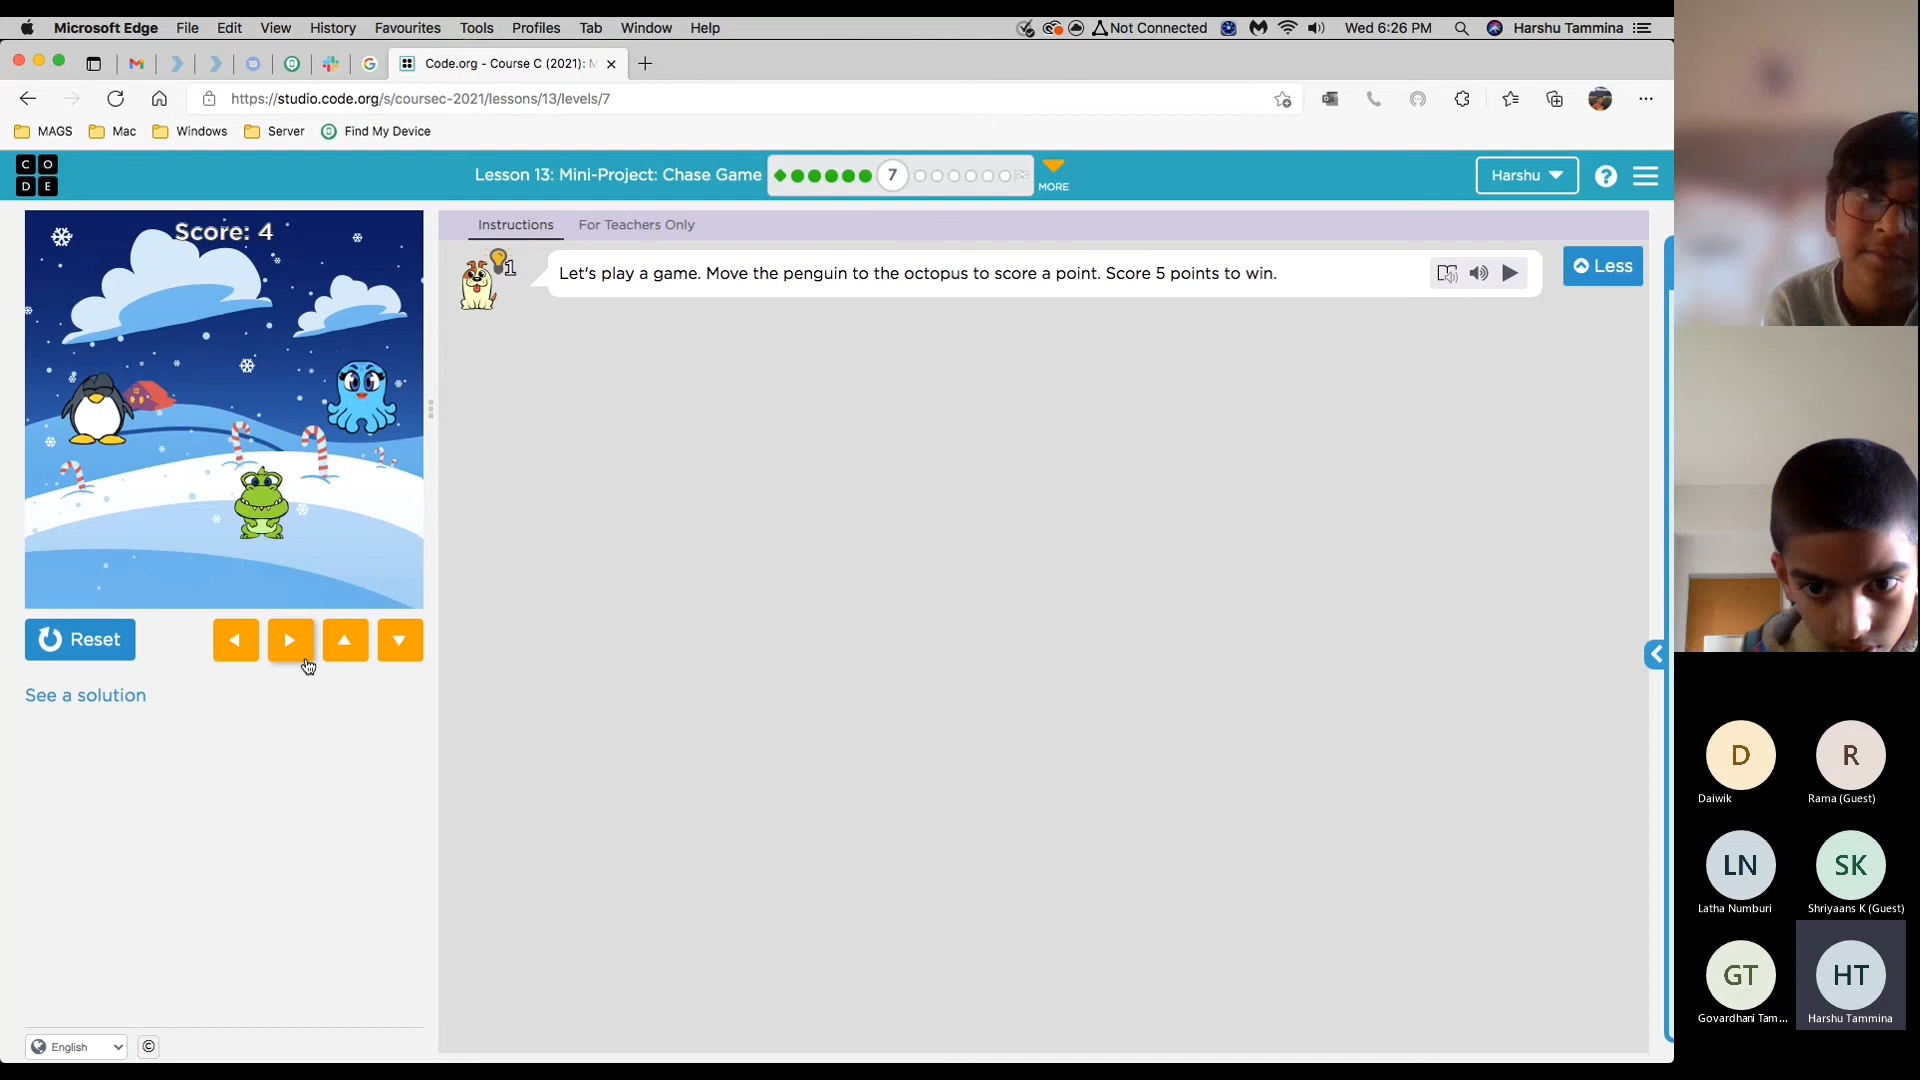 Microsoft Edge File Edit View History Favourites Tools Profiles Tab Window Help Not Connected Wed 6:26 PM Harshu Tammina
Code.org - Course C (2021): M
https://studio.code.org/s/coursec-2021/lessons/13/levels/7
MAGS Mac Windows Server Find My Device
C O
D E
Lesson 13: Mini-Project: Chase Game 7 MORE Harshu
Score: 4
Instructions For Teachers Only
1 Let's play a game. Move the penguin to the octopus to score a point. Score 5 points to win. Less
Reset
See a solution
English
D R
Daiwik Rama (Guest)
LN SK
Latha Numburi Shriyaans K (Guest)
GT HT
Govardhani Tam... Harshu Tammina